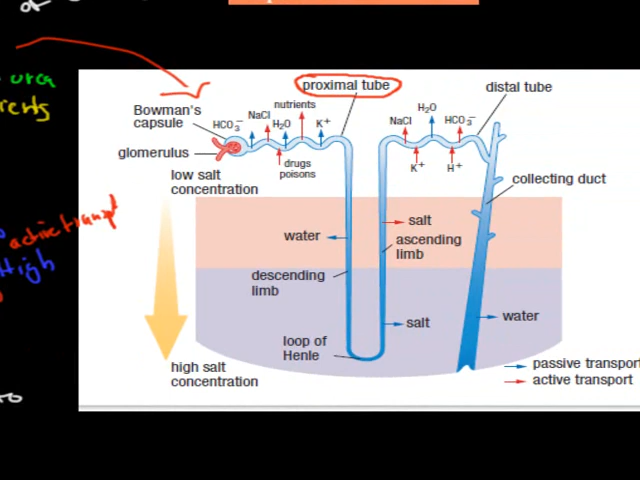 of
urea
proximal tube
distal tube
Bowman's
capsule
HCO3−
NaCl
H2O
nutrients
K+
NaCl
H2O
HCO3−
glomerulus
drugs
poisons
K+
H+
low salt
concentration
collecting duct
active transpt
High
salt
water
ascending
limb
descending
limb
salt
water
loop of
Henle
high salt
concentration
passive transport
active transport